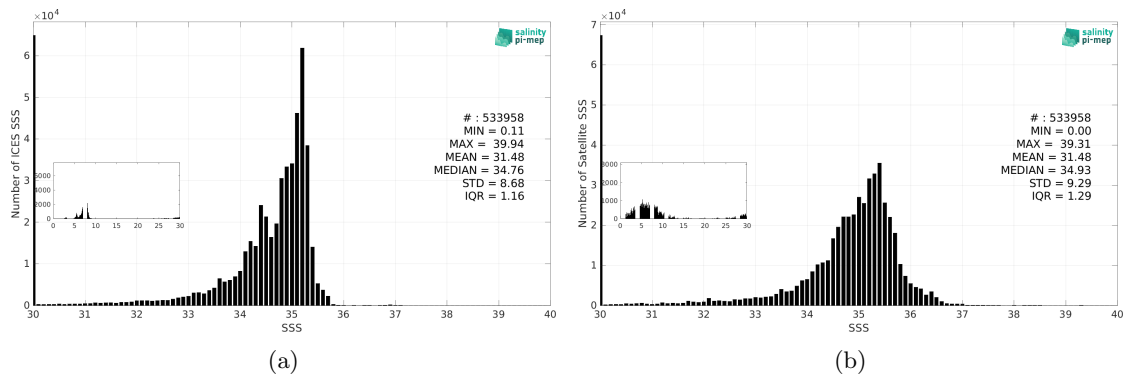 ×10⁴
salinity
pi-mep
6
5
4
3
2
1
0
Number of ICES SSS
# : 533958
MIN = 0.11
MAX = 39.94
MEAN = 31.48
MEDIAN = 34.76
STD = 8.68
IQR = 1.16
6000
4000
2000
0
0 5 10 15 20 25 30
30 31 32 33 34 35 36 37 38 39 40
SSS
(a)
×10⁴
salinity
pi-mep
7
6
5
4
3
2
1
0
Number of Satellite SSS
# : 533958
MIN = 0.00
MAX = 39.31
MEAN = 31.48
MEDIAN = 34.93
STD = 9.29
IQR = 1.29
3000
2000
1000
0
0 5 10 15 20 25 30
30 31 32 33 34 35 36 37 38 39 40
SSS
(b)